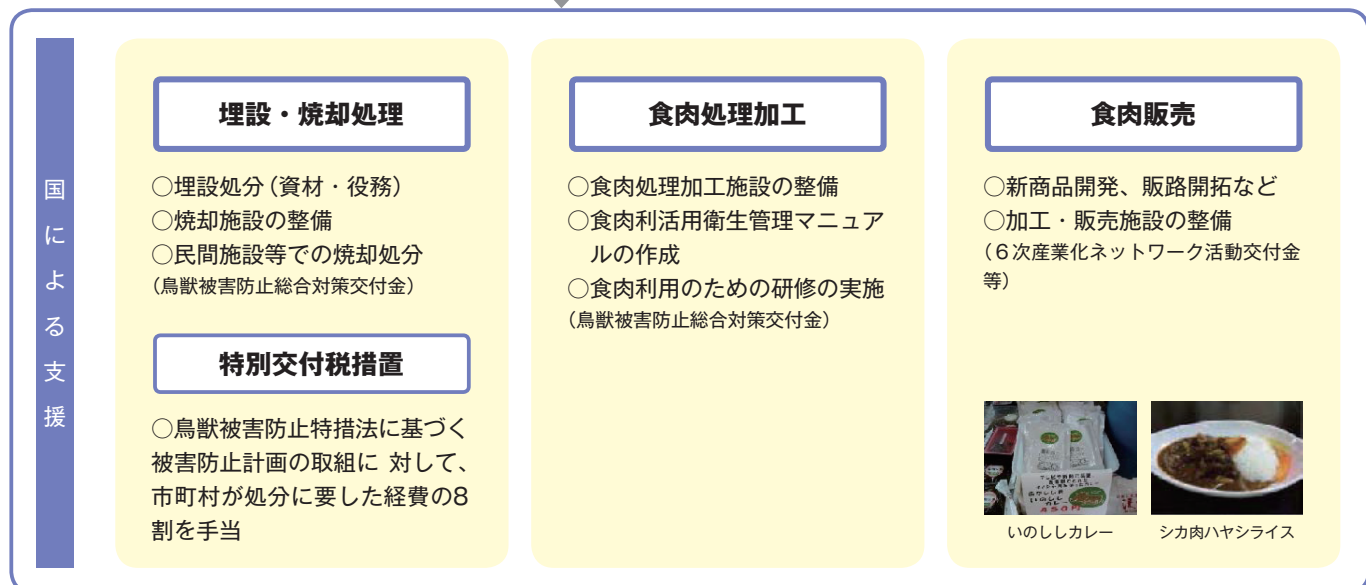 国による支援
埋設・焼却処理
○埋設処分（資材・役務）
○焼却施設の整備
○民間施設等での焼却処分
（鳥獣被害防止総合対策交付金）
特別交付税措置
○鳥獣被害防止特措法に基づく
被害防止計画の取組に 対して、
市町村が処分に要した経費の8
割を手当
食肉処理加工
○食肉処理加工施設の整備
○食肉利活用衛生管理マニュア
ルの作成
○食肉利用のための研修の実施
（鳥獣被害防止総合対策交付金）
食肉販売
○新商品開発、販路開拓など
○加工・販売施設の整備
（６次産業化ネットワーク活動交付金
等）
いのしし
カレー
450円
いのししカレー
シカ肉ハヤシライス